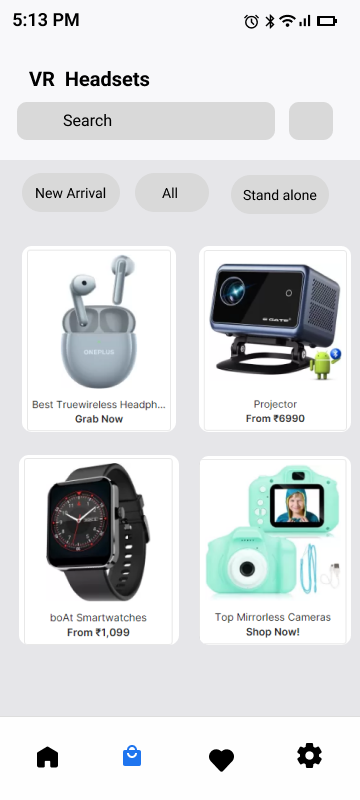 5:13 PM
VR Headsets
Search
New Arrival
All
Stand alone
ONEPLUS
Best Truewireless Headph...
Grab Now
Projector
From ₹6990
boAt Smartwatches
From ₹1,099
Top Mirrorless Cameras
Shop Now!